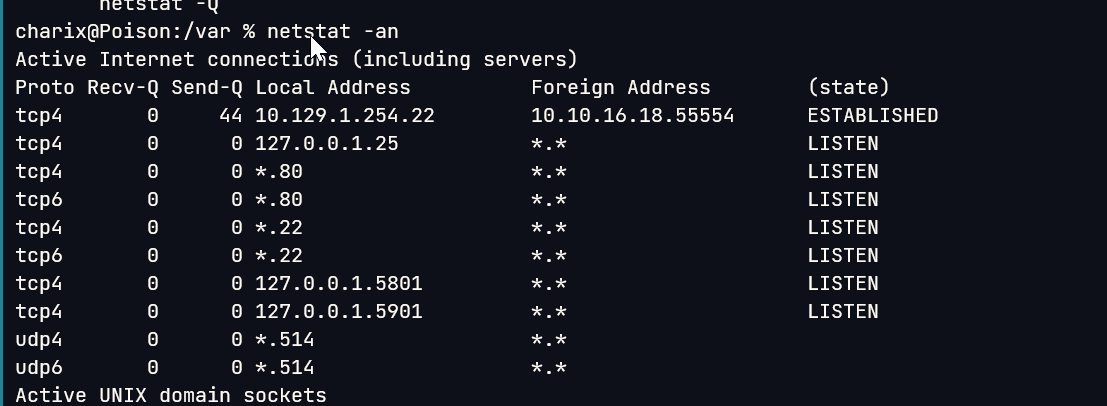 netstat -Q
charix@Poison:/var % netstat -an
Active Internet connections (including servers)
Proto Recv-Q Send-Q Local Address          Foreign Address        (state)
tcp4       0     44 10.129.1.254.22        10.10.16.18.55554      ESTABLISHED
tcp4       0      0 127.0.0.1.25           *.*                    LISTEN
tcp4       0      0 *.80                   *.*                    LISTEN
tcp6       0      0 *.80                   *.*                    LISTEN
tcp4       0      0 *.22                   *.*                    LISTEN
tcp6       0      0 *.22                   *.*                    LISTEN
tcp4       0      0 127.0.0.1.5801         *.*                    LISTEN
tcp4       0      0 127.0.0.1.5901         *.*                    LISTEN
udp4       0      0 *.514                  *.*
udp6       0      0 *.514                  *.*
Active UNIX domain sockets